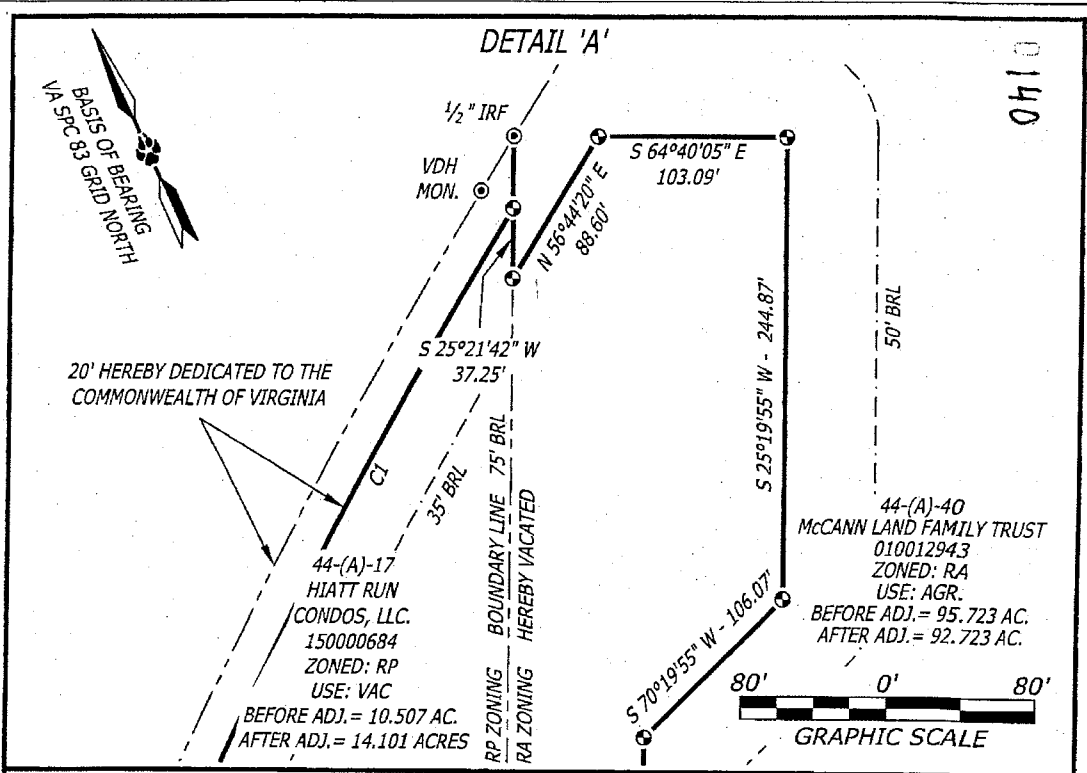 DETAIL 'A'
0140
BASIS OF BEARING
VA SPC 83 GRID NORTH
1/2" IRF
VDH
MON.
S 64°40'05" E
103.09'
N 56°44'20" E
88.60'
S 25°21'42" W
37.25'
20' HEREBY DEDICATED TO THE
COMMONWEALTH OF VIRGINIA
S 25°19'55" W - 244.87'
50' BRL
C1
35' BRL
75' BRL
BOUNDARY LINE
HEREBY VACATED
RP ZONING
RA ZONING
44-(A)-17
HIATT RUN
CONDOS, LLC.
150000684
ZONED: RP
USE: VAC
BEFORE ADJ.= 10.507 AC.
AFTER ADJ.= 14.101 ACRES
44-(A)-40
McCANN LAND FAMILY TRUST
010012943
ZONED: RA
USE: AGR.
BEFORE ADJ.= 95.723 AC.
AFTER ADJ.= 92.723 AC.
S 70°19'55" W - 106.07'
80' 0' 80'
GRAPHIC SCALE